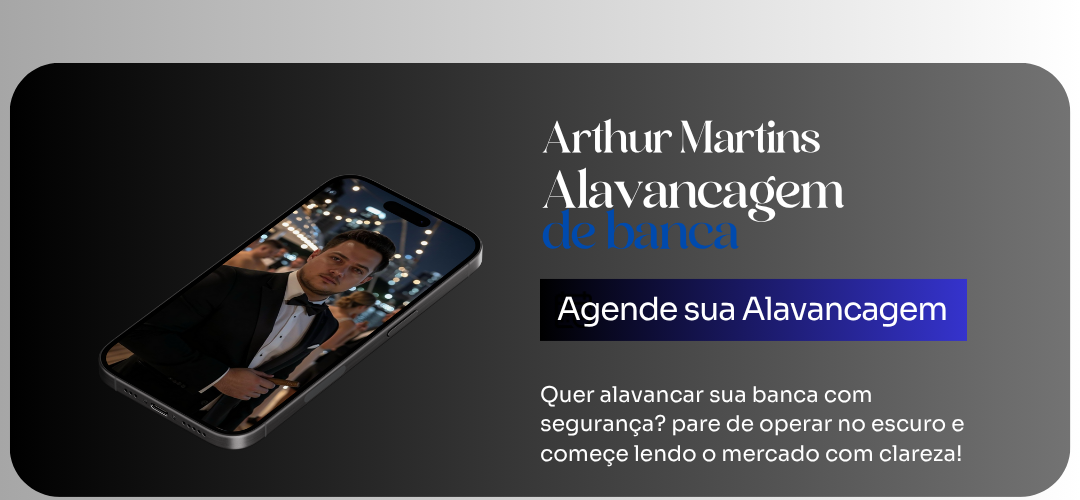 Arthur Martins
Alavancagem
de banca
Agende sua Alavancagem
Quer alavancar sua banca com
segurança? pare de operar no escuro e
começe lendo o mercado com clareza!